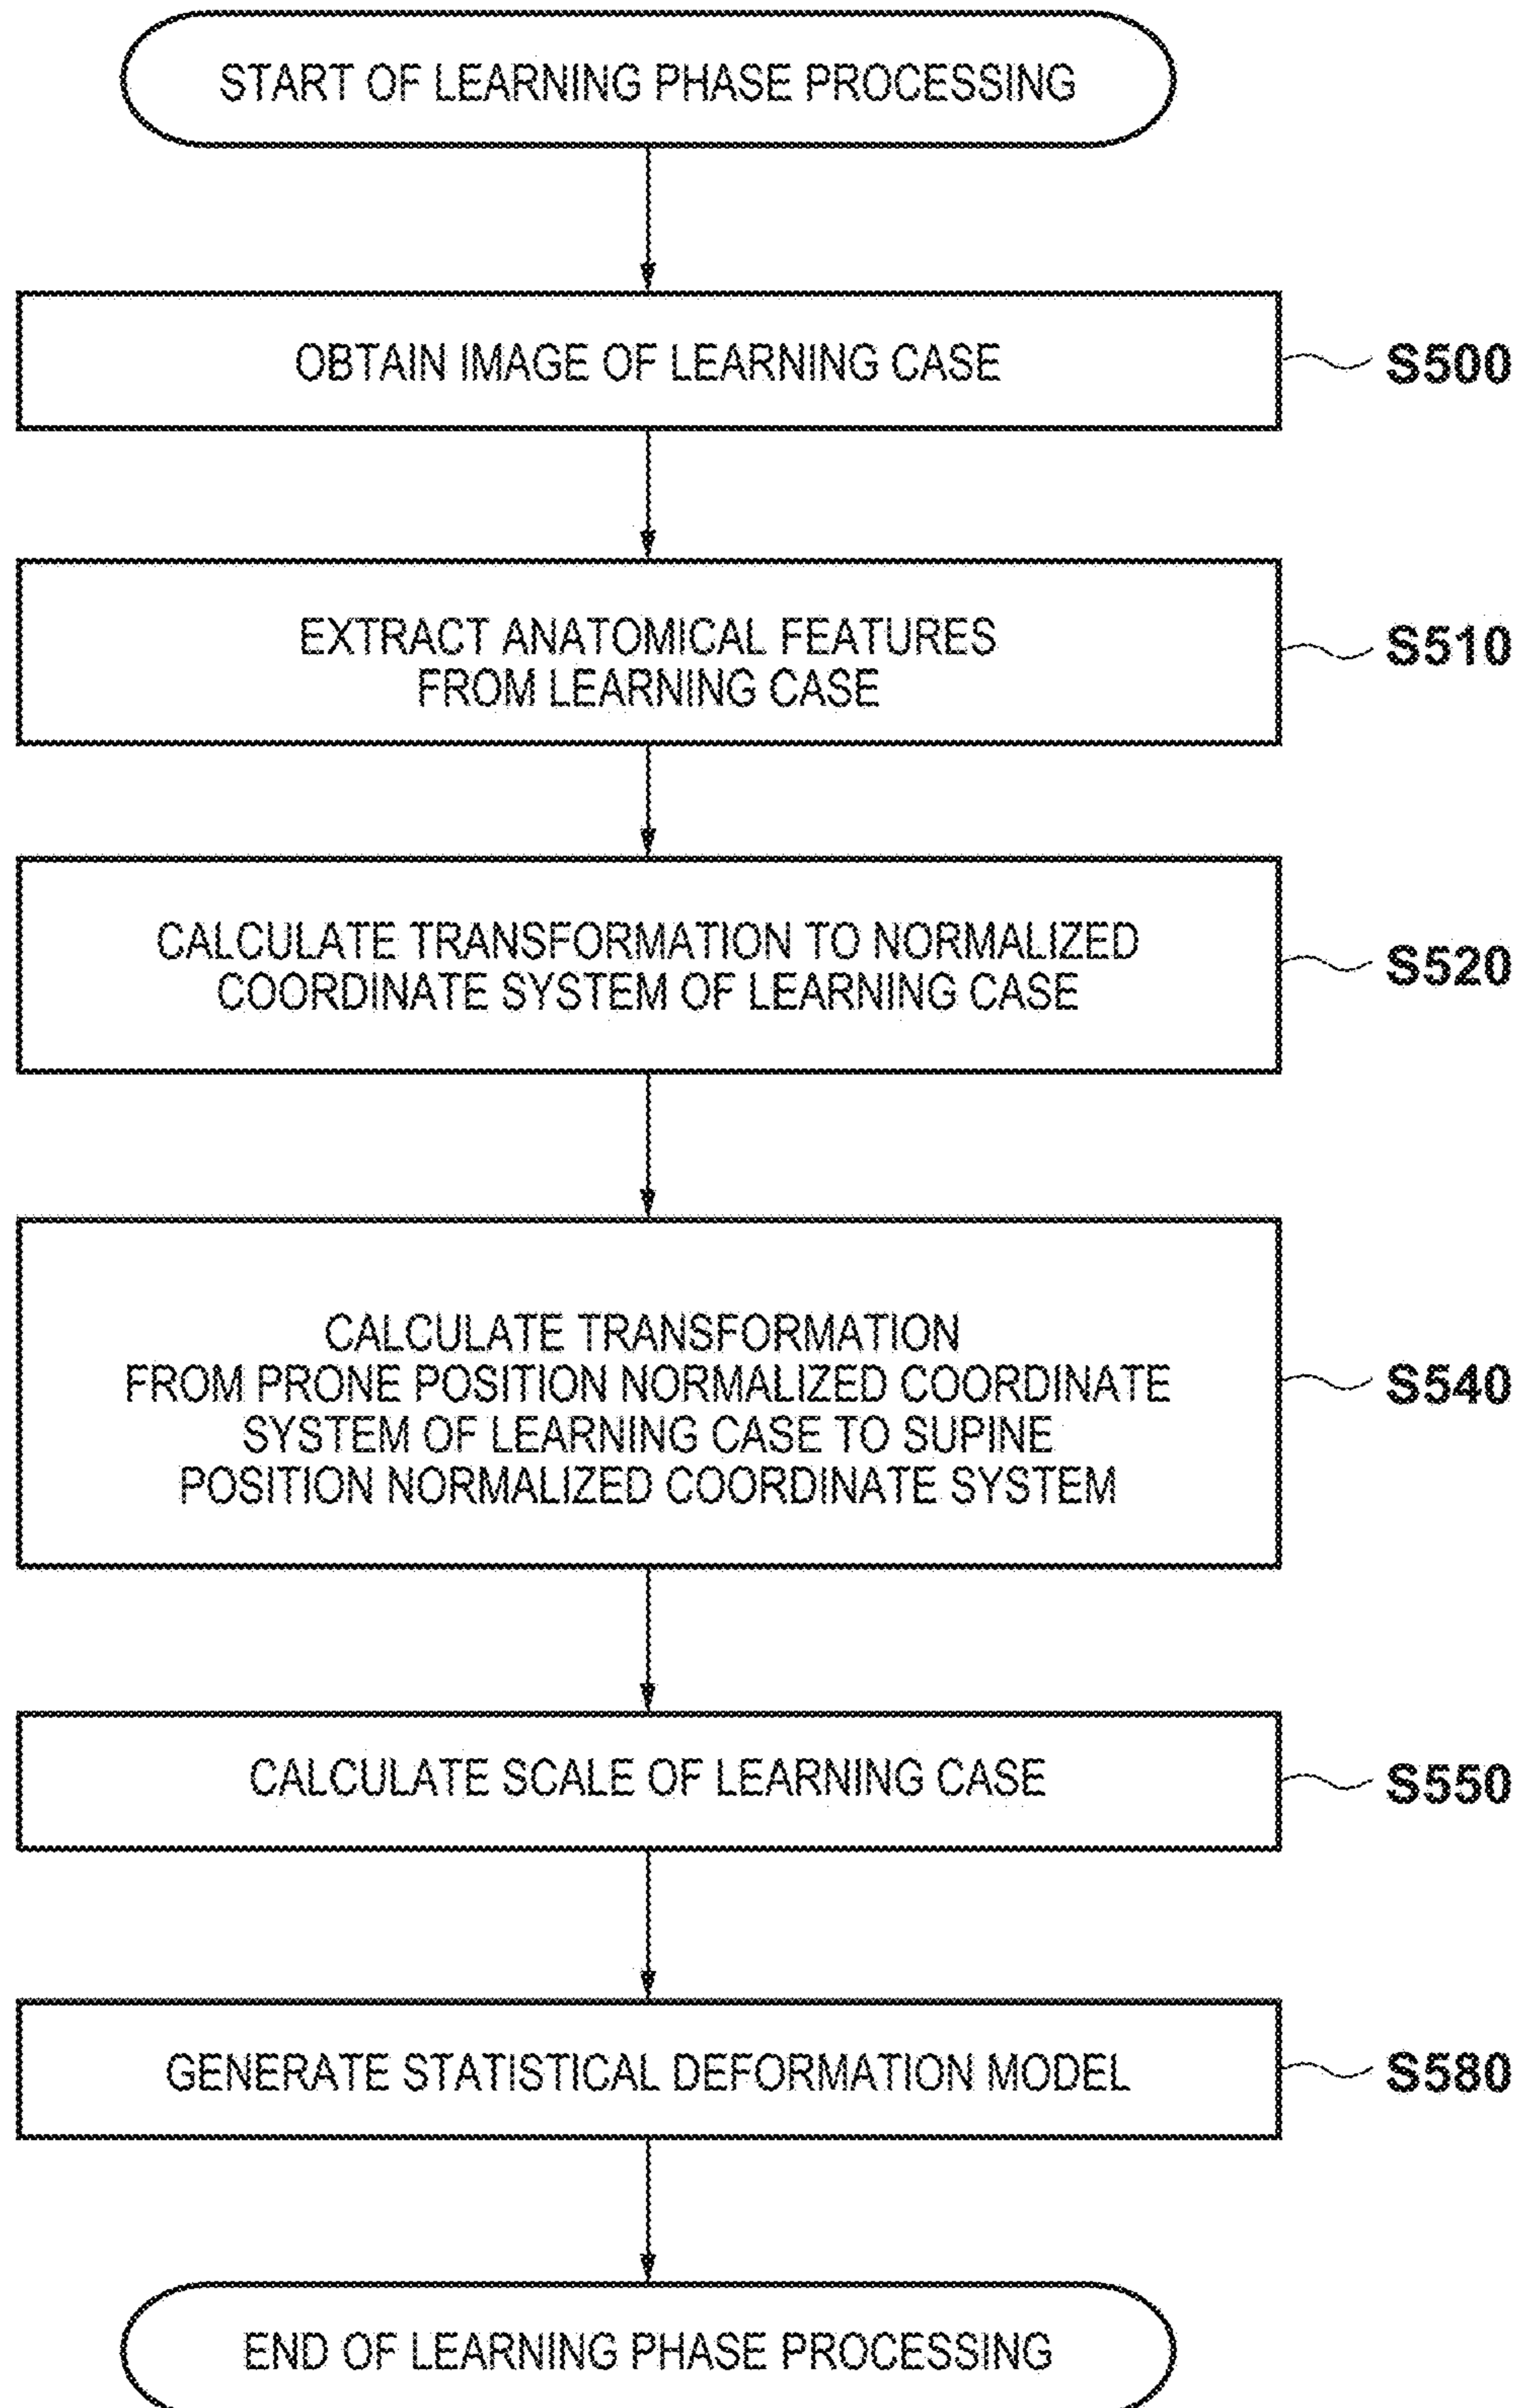 START OF LEARNING PHASE PROCESSING
OBTAIN IMAGE OF LEARNING CASE
S500
EXTRACT ANATOMICAL FEATURES
FROM LEARNING CASE
S510
CALCULATE TRANSFORMATION TO NORMALIZED
COORDINATE SYSTEM OF LEARNING CASE
S520
CALCULATE TRANSFORMATION
FROM PRONE POSITION NORMALIZED COORDINATE
SYSTEM OF LEARNING CASE TO SUPINE
POSITION NORMALIZED COORDINATE SYSTEM
S540
CALCULATE SCALE OF LEARNING CASE
S550
GENERATE STATISTICAL DEFORMATION MODEL
S580
END OF LEARNING PHASE PROCESSING